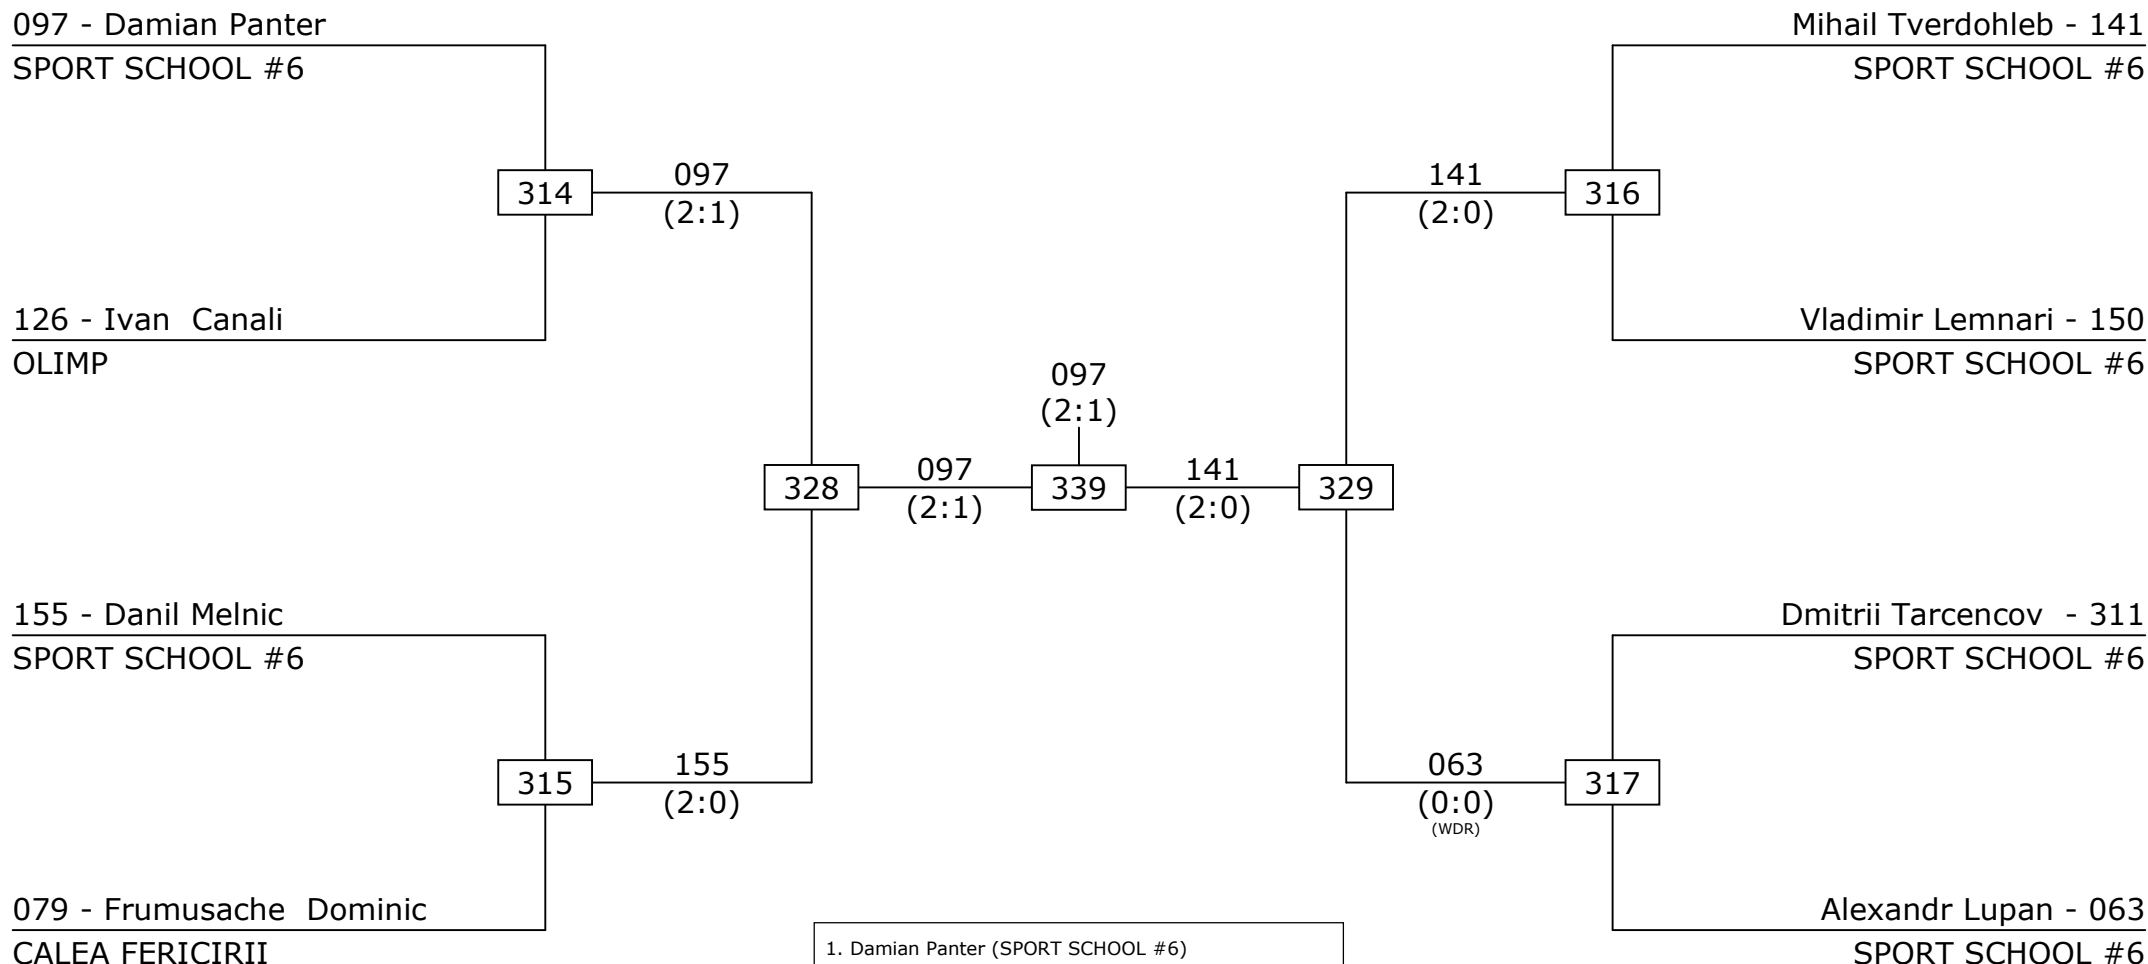 097 - Damian Panter
SPORT SCHOOL #6
Mihail Tverdohleb - 141
SPORT SCHOOL #6
314
097
(2:1)
141
(2:0)
316
126 - Ivan  Canali
OLIMP
Vladimir Lemnari - 150
SPORT SCHOOL #6
097
(2:1)
328
097
(2:1)
339
141
(2:0)
329
155 - Danil Melnic
SPORT SCHOOL #6
Dmitrii Tarcencov  - 311
SPORT SCHOOL #6
315
155
(2:0)
063
(0:0)
(WDR)
317
079 - Frumusache  Dominic
CALEA FERICIRII
Alexandr Lupan - 063
SPORT SCHOOL #6
1. Damian Panter (SPORT SCHOOL #6)